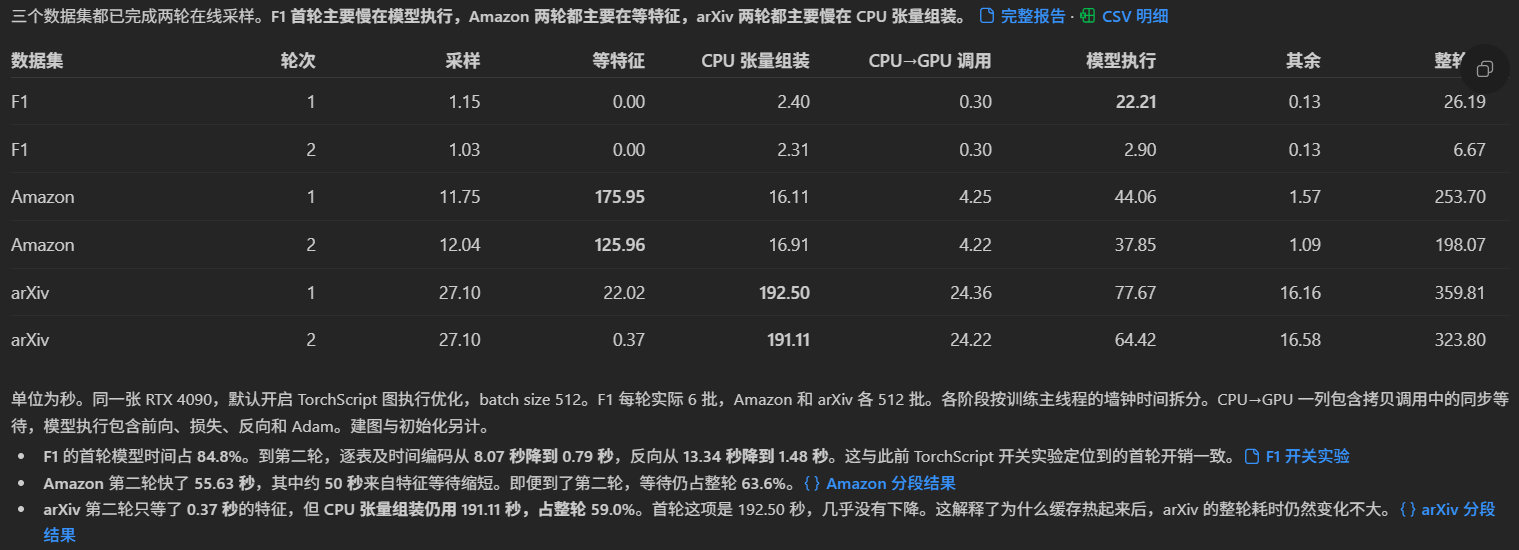 三个数据集都已完成两轮在线采样。F1 首轮主要慢在模型执行，Amazon 两轮都主要在等特征，arXiv 两轮都主要慢在 CPU 张量组装。 完整报告 · CSV 明细
数据集 轮次 采样 等特征 CPU 张量组装 CPU→GPU 调用 模型执行 其余 整
F1 1 1.15 0.00 2.40 0.30 22.21 0.13 26.19
F1 2 1.03 0.00 2.31 0.30 2.90 0.13 6.67
Amazon 1 11.75 175.95 16.11 4.25 44.06 1.57 253.70
Amazon 2 12.04 125.96 16.91 4.22 37.85 1.09 198.07
arXiv 1 27.10 22.02 192.50 24.36 77.67 16.16 359.81
arXiv 2 27.10 0.37 191.11 24.22 64.42 16.58 323.80
单位为秒。同一张 RTX 4090，默认开启 TorchScript 图执行优化，batch size 512。F1 每轮实际 6 批，Amazon 和 arXiv 各 512 批。各阶段按训练主线程的墙钟时间拆分。CPU→GPU 一列包含拷贝调用中的同步等
待，模型执行包含前向、损失、反向和 Adam。建图与初始化另计。
• F1 的首轮模型时间占 84.8%。到第二轮，逐表及时间编码从 8.07 秒降到 0.79 秒，反向从 13.34 秒降到 1.48 秒。这与此前 TorchScript 开关实验定位到的首轮开销一致。 F1 开关实验
• Amazon 第二轮快了 55.63 秒，其中约 50 秒来自特征等待缩短。即便到了第二轮，等待仍占整轮 63.6%。 {} Amazon 分段结果
• arXiv 第二轮只等了 0.37 秒的特征，但 CPU 张量组装仍用 191.11 秒，占整轮 59.0%。首轮这项是 192.50 秒，几乎没有下降。这解释了为什么缓存热起来后，arXiv 的整轮耗时仍然变化不大。 {} arXiv 分段
结果